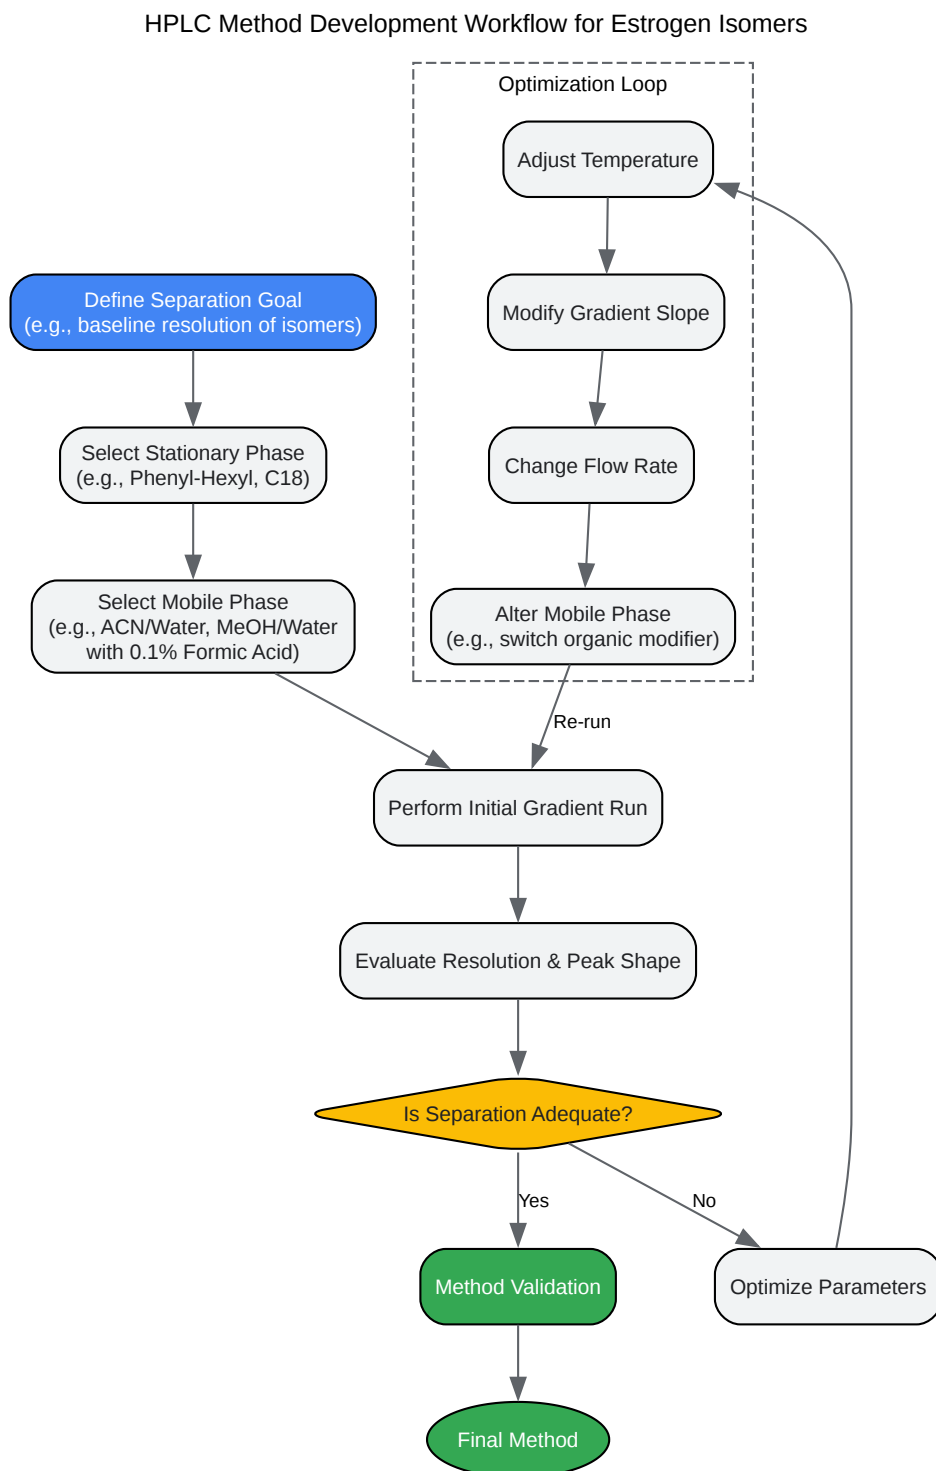 HPLC Method Development Workflow for Estrogen Isomers
Optimization Loop
Adjust Temperature
Define Separation Goal
(e.g., baseline resolution of isomers)
Modify Gradient Slope
Select Stationary Phase
(e.g., Phenyl-Hexyl, C18)
Change Flow Rate
Select Mobile Phase
(e.g., ACN/Water, MeOH/Water
with 0.1% Formic Acid)
Alter Mobile Phase
(e.g., switch organic modifier)
Re-run
Perform Initial Gradient Run
Evaluate Resolution & Peak Shape
Is Separation Adequate?
Yes
No
Method Validation
Optimize Parameters
Final Method